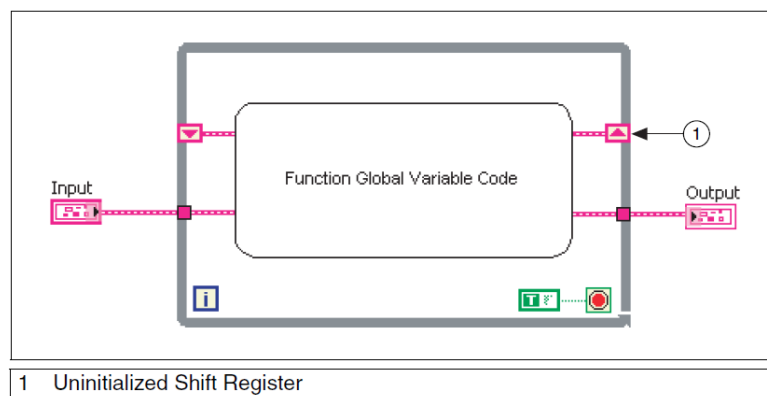 Function Global Variable Code
1
Input
Output
i
T F
1 Uninitialized Shift Register